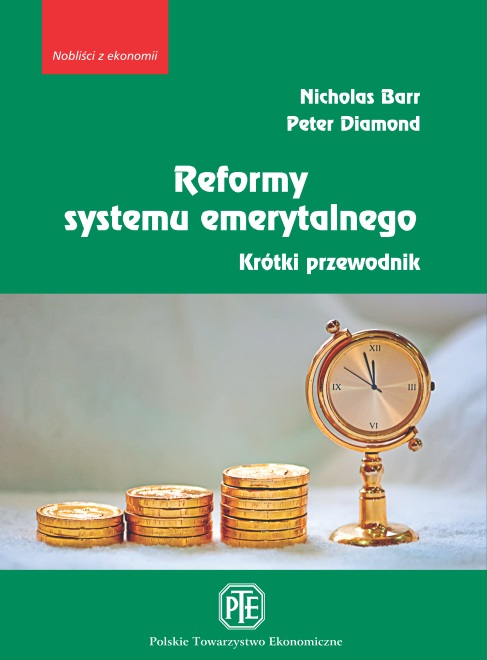 Nobliści z ekonomii
Nicholas Barr
Peter Diamond
Reformy
systemu emerytalnego
Krótki przewodnik
XII
IX
III
VI
PTE
Polskie Towarzystwo Ekonomiczne